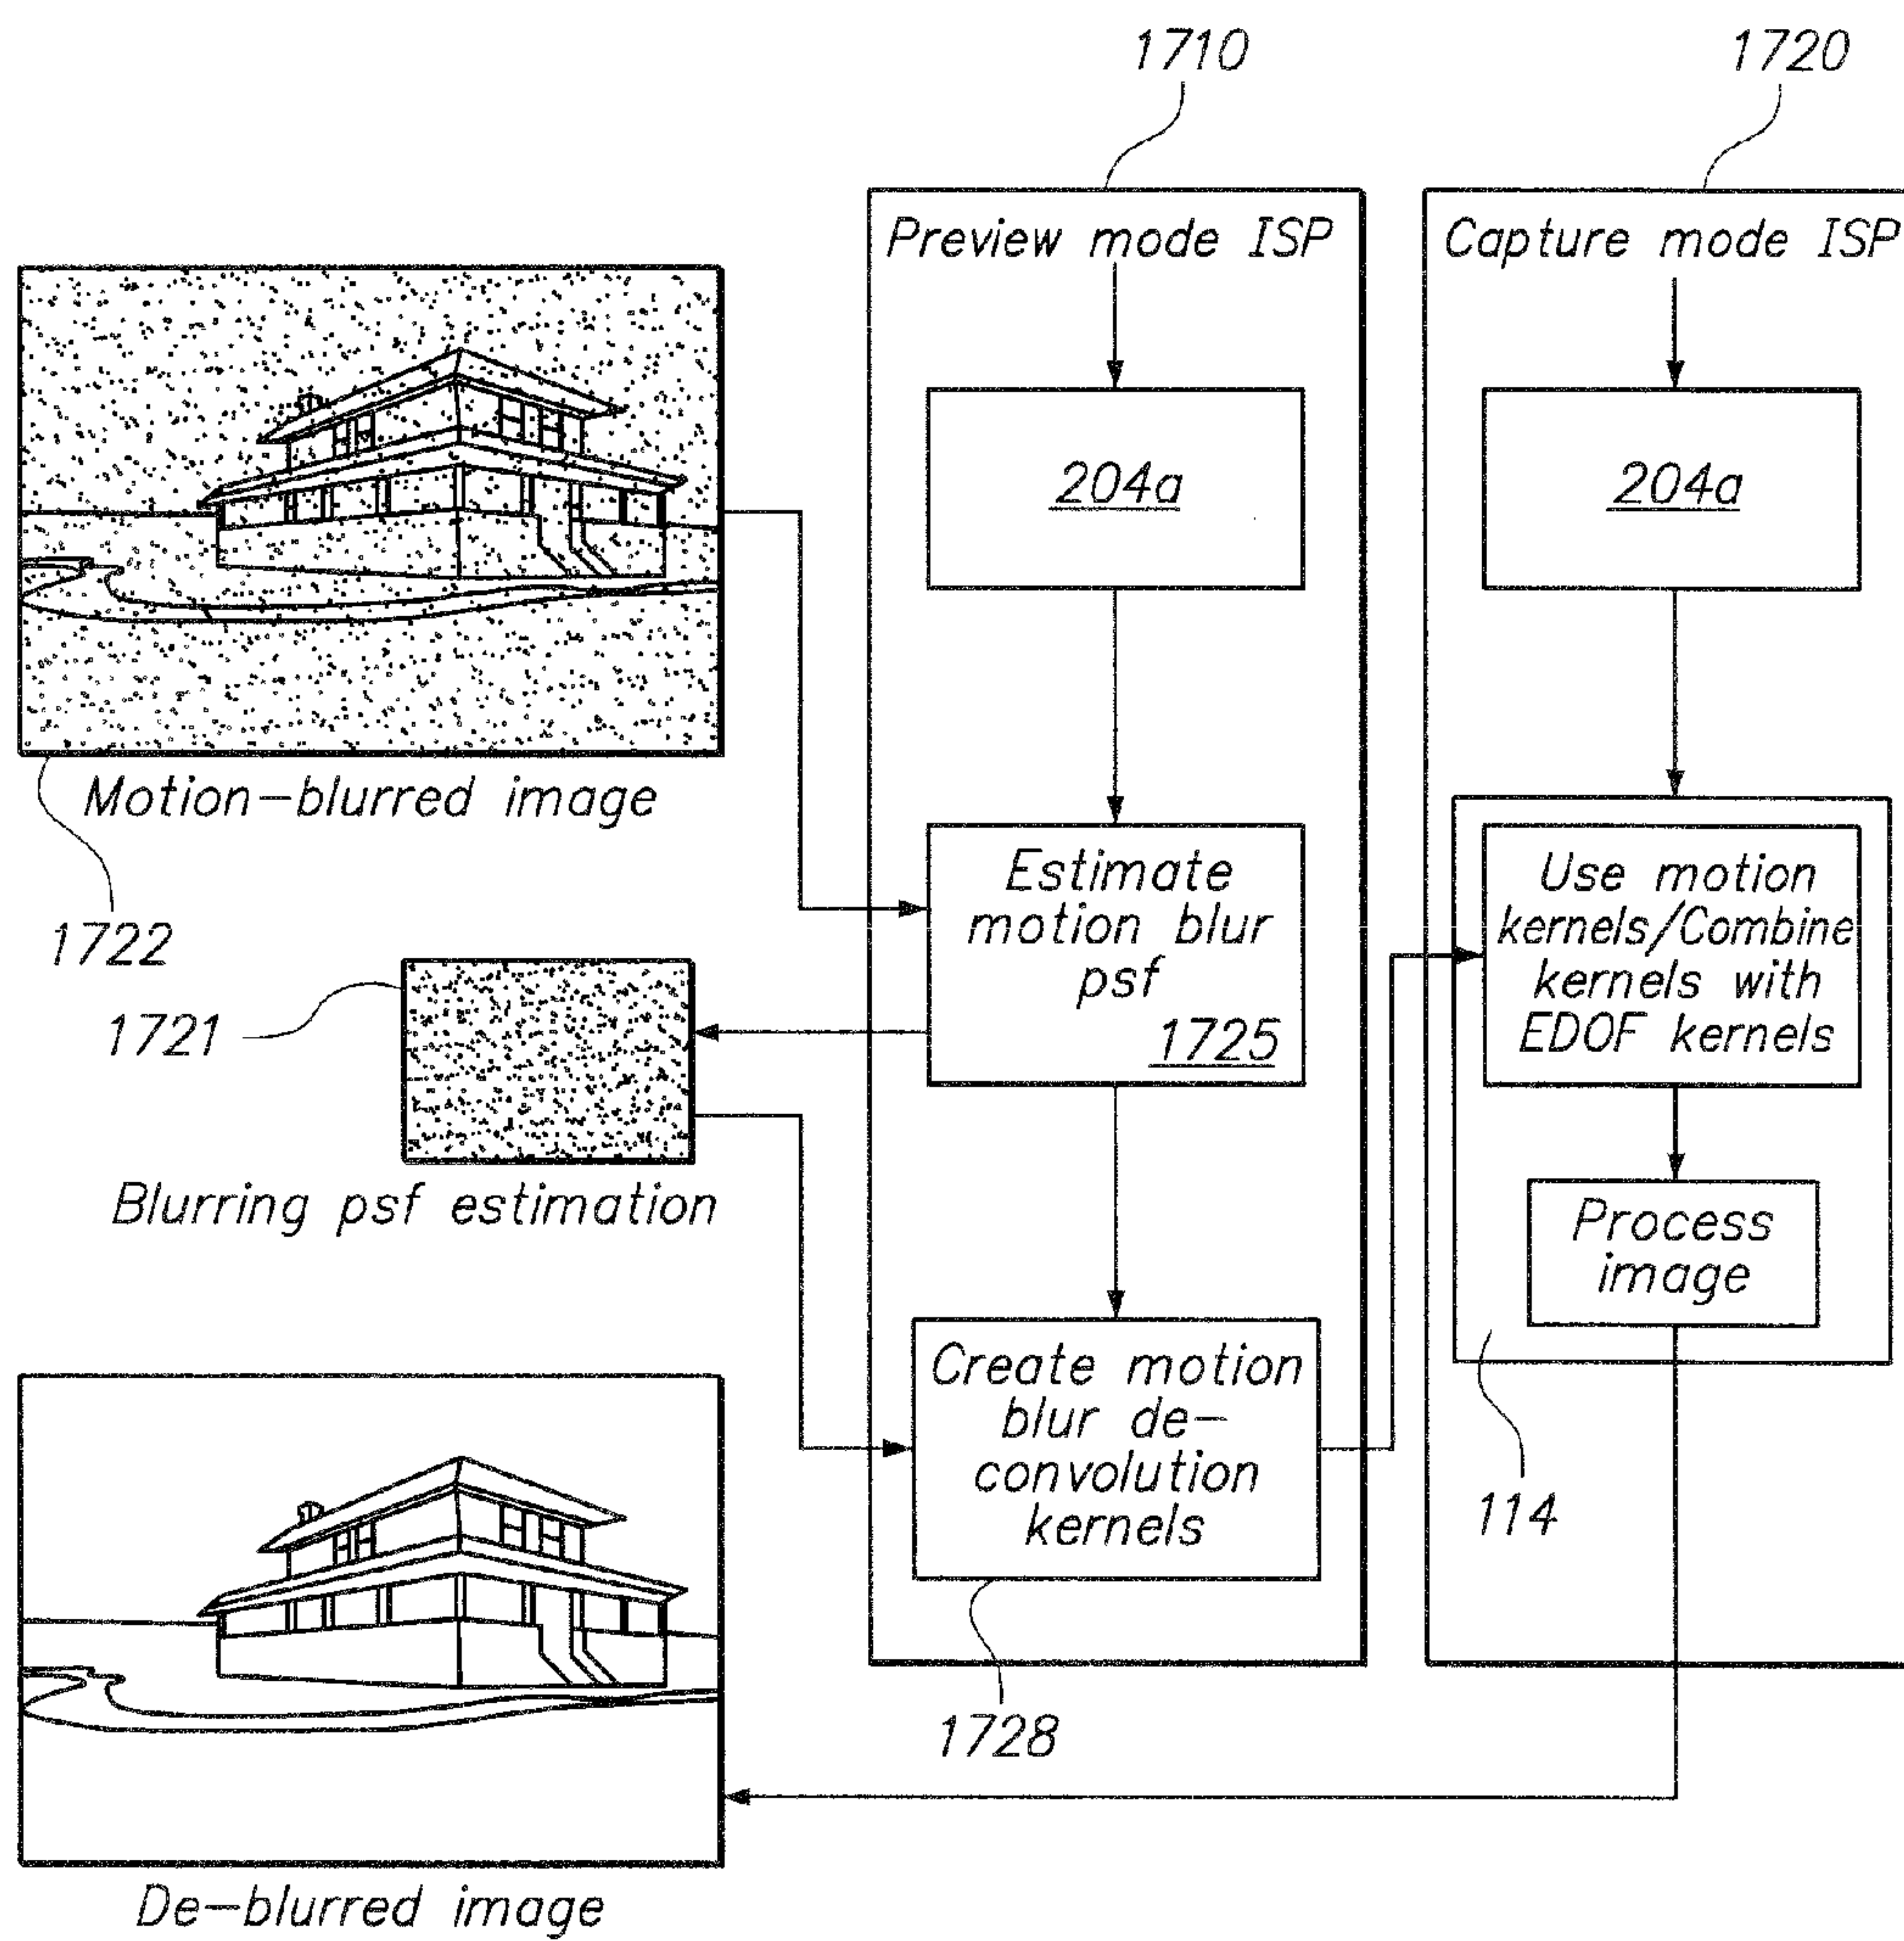 1710
1720
Preview mode ISP
Capture mode ISP
204a
204a
Motion-blurred image
1722
Estimate
motion blur
psf
1725
Use motion
kernels/Combine
kernels with
EDOF kernels
1721
Blurring psf estimation
Process
image
Create motion
blur de-
convolution
kernels
114
1728
De-blurred image